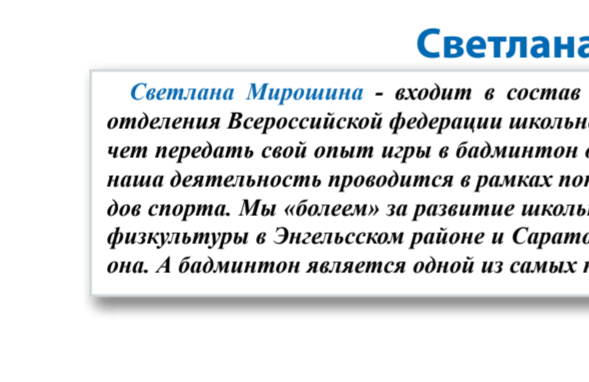 Светлана
Светлана Мирошина - входит в состав
отделения Всероссийской федерации школьн
чет передать свой опыт игры в бадминтон
наша деятельность проводится в рамках поп
дов спорта. Мы «болеем» за развитие школь
физкультуры в Энгельсском районе и Сарато
она. А бадминтон является одной из самых